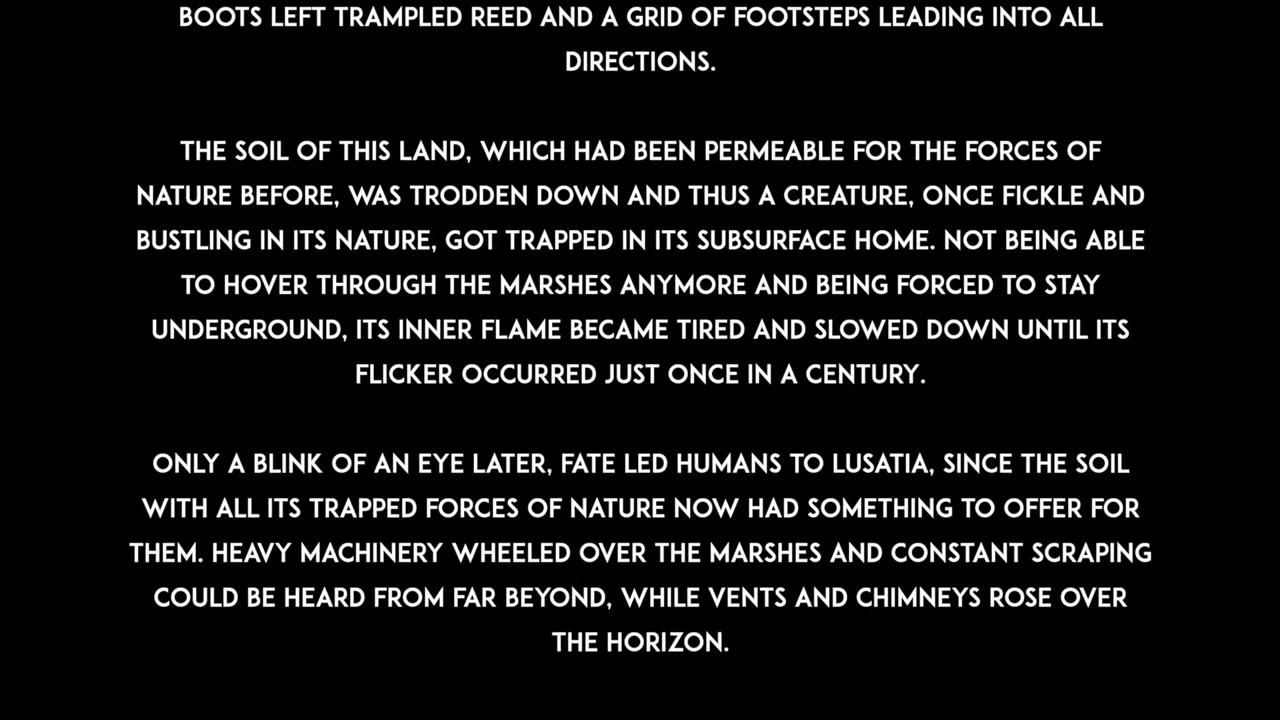 BOOTS LEFT TRAMPLED REED AND A GRID OF FOOTSTEPS LEADING INTO ALL
DIRECTIONS.
THE SOIL OF THIS LAND, WHICH HAD BEEN PERMEABLE FOR THE FORCES OF
NATURE BEFORE, WAS TRODDEN DOWN AND THUS A CREATURE, ONCE FICKLE AND
BUSTLING IN ITS NATURE, GOT TRAPPED IN ITS SUBSURFACE HOME. NOT BEING ABLE
TO HOVER THROUGH THE MARSHES ANYMORE AND BEING FORCED TO STAY
UNDERGROUND, ITS INNER FLAME BECAME TIRED AND SLOWED DOWN UNTIL ITS
FLICKER OCCURRED JUST ONCE IN A CENTURY.
ONLY A BLINK OF AN EYE LATER, FATE LED HUMANS TO LUSATIA, SINCE THE SOIL
WITH ALL ITS TRAPPED FORCES OF NATURE NOW HAD SOMETHING TO OFFER FOR
THEM. HEAVY MACHINERY WHEELED OVER THE MARSHES AND CONSTANT SCRAPING
COULD BE HEARD FROM FAR BEYOND, WHILE VENTS AND CHIMNEYS ROSE OVER
THE HORIZON.